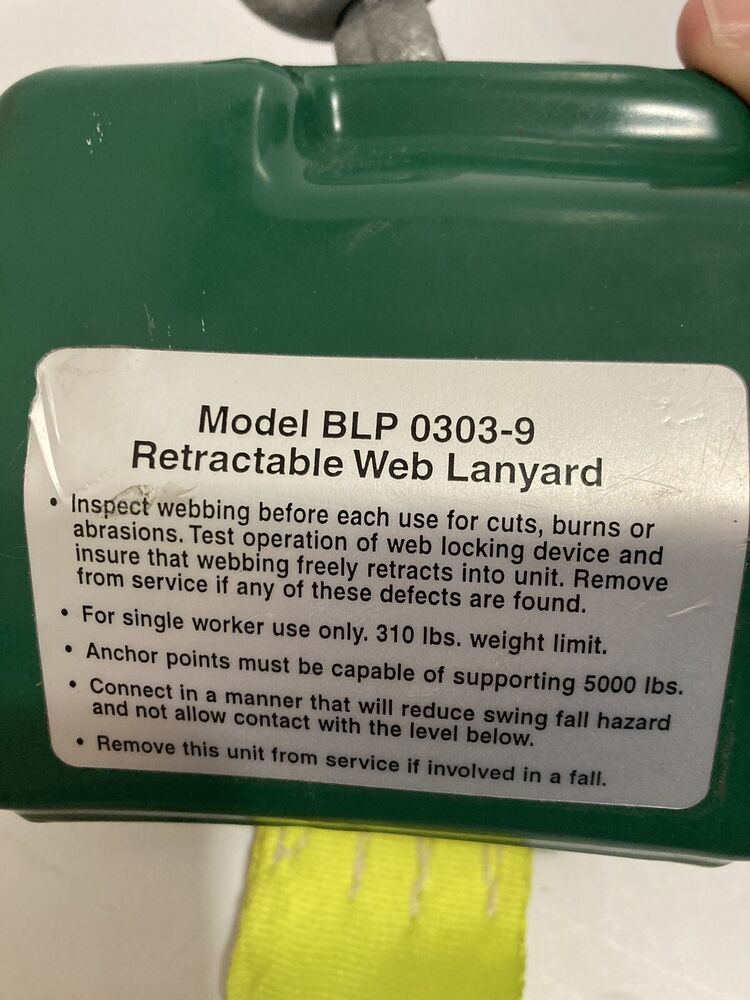 Model BLP 0303-9
Retractable Web Lanyard
• Inspect webbing before each use for cuts, burns or
abrasions. Test operation of web locking device and
insure that webbing freely retracts into unit. Remove
from service if any of these defects are found.
• For single worker use only. 310 lbs. weight limit.
• Anchor points must be capable of supporting 5000 lbs.
• Connect in a manner that will reduce swing fall hazard
and not allow contact with the level below.
• Remove this unit from service if involved in a fall.